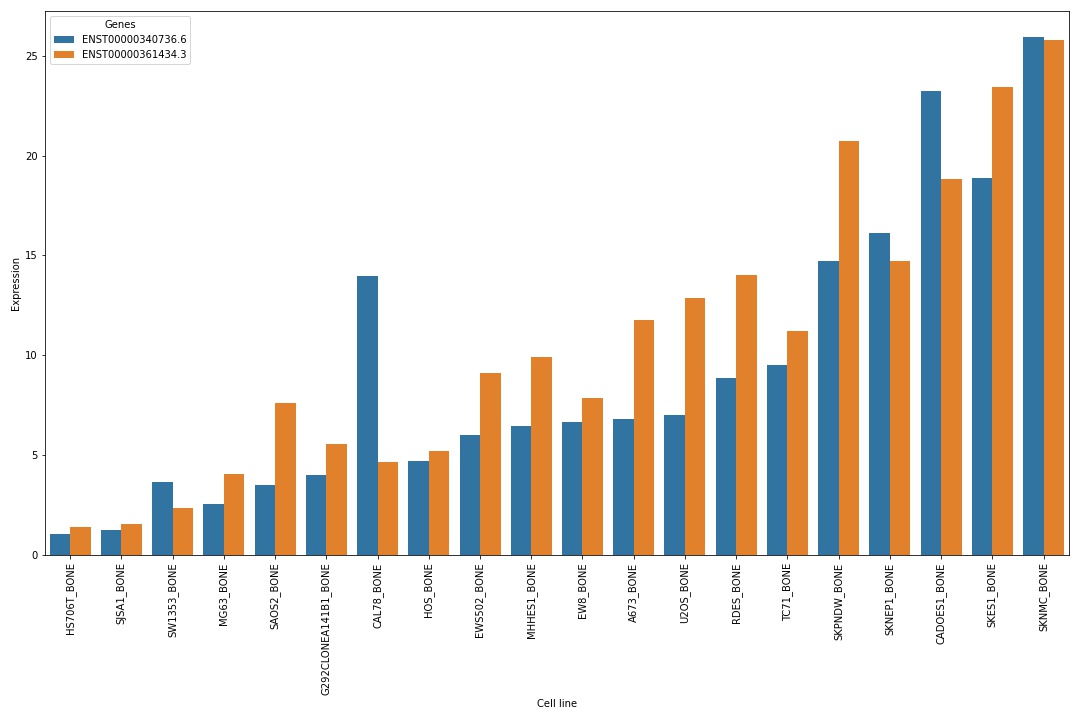 Genes
ENST00000340736.6
ENST00000361434.3
Expression
25
20
15
10
5
0
HS706T_BONE
SJSA1_BONE
SW1353_BONE
MG63_BONE
SAOS2_BONE
G292CLONEA141B1_BONE
CAL78_BONE
HOS_BONE
EWS502_BONE
MHHES1_BONE
EW8_BONE
A673_BONE
U2OS_BONE
RDES_BONE
TC71_BONE
SKPNDW_BONE
SKNEP1_BONE
CADOES1_BONE
SKES1_BONE
SKNMC_BONE
Cell line